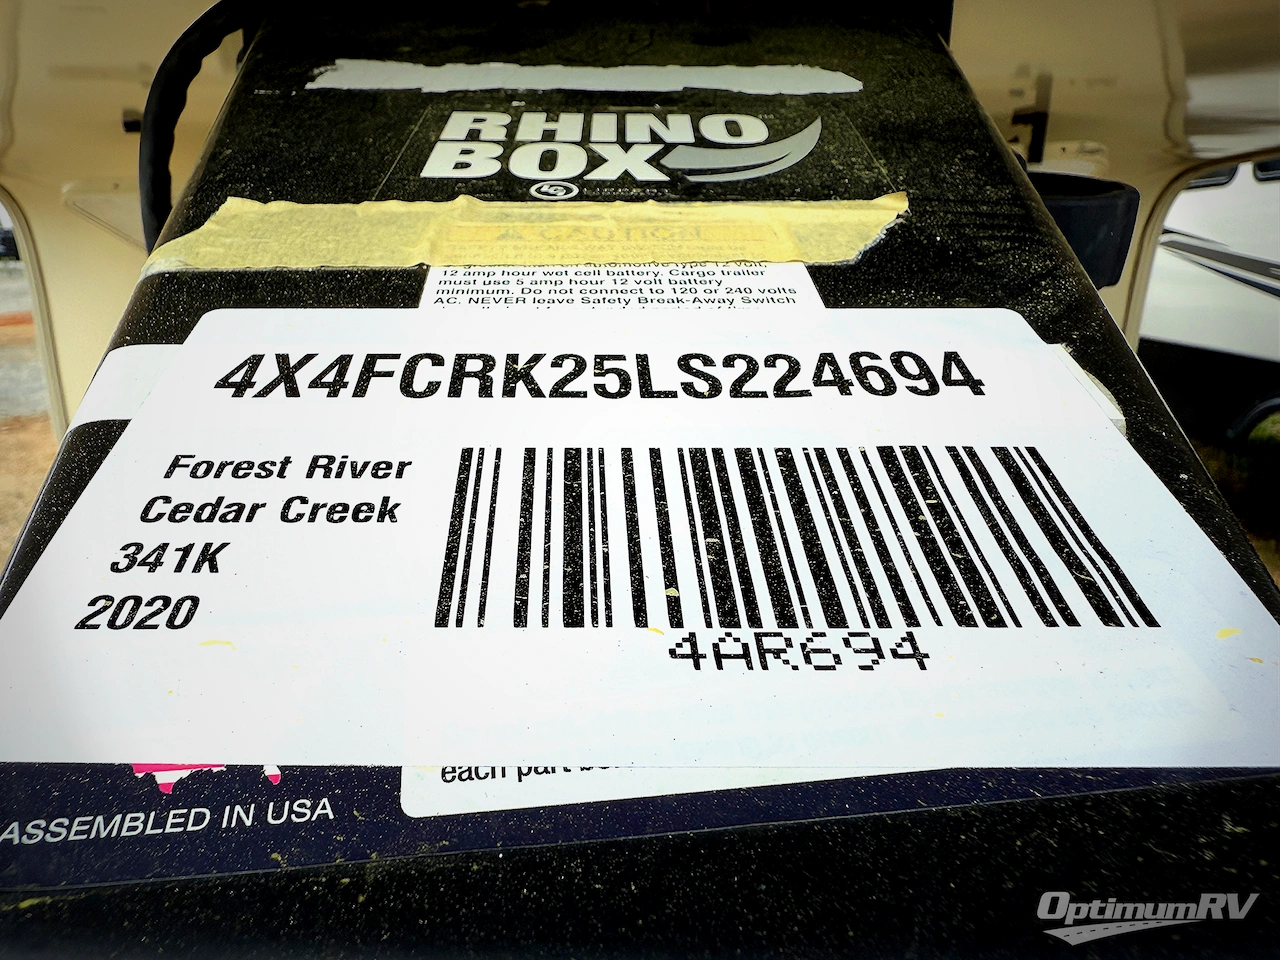 RHINO
BOX
LIPPERT
CAUTION
12 amp hour wet cell battery. Cargo trailer
must use 5 amp hour 12 volt battery
minimum. Do not connect to 120 or 240 volts
AC. NEVER leave Safety Break-Away Switch
4X4FCRK25LS224694
Forest River
Cedar Creek
341K
2020
4AR694
each part
ASSEMBLED IN USA
OptimumRV